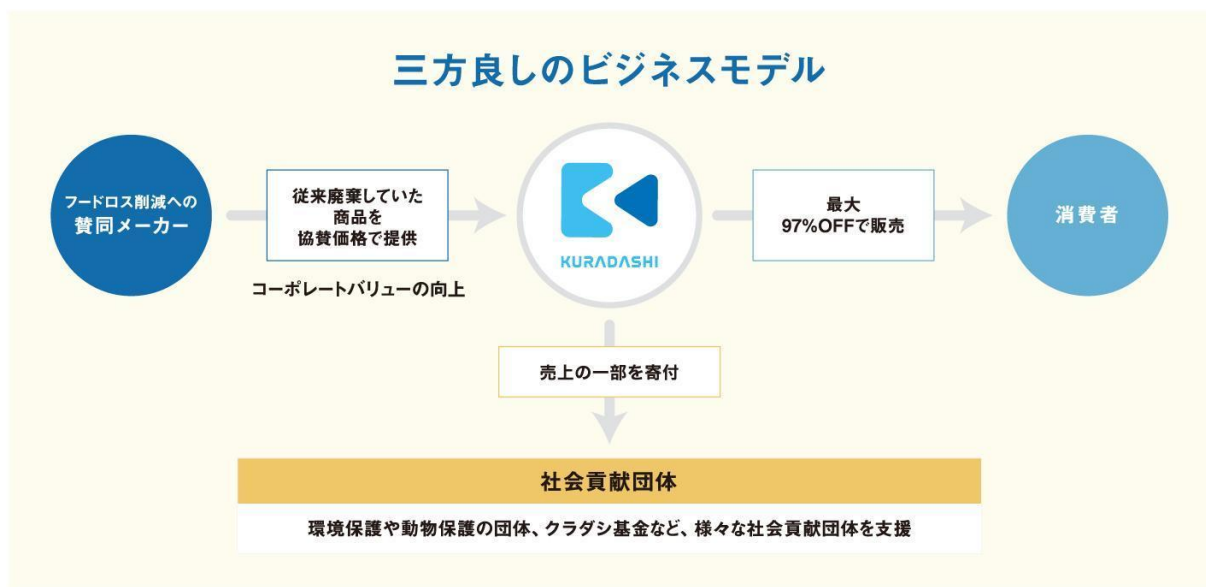 三方良しのビジネスモデル
フードロス削減への
賛同メーカー
従来廃棄していた
商品を
協賛価格で提供
コーポレートバリューの向上
KURADASHI
最大
97%OFFで販売
消費者
売上の一部を寄付
社会貢献団体
環境保護や動物保護の団体、クラダシ基金など、様々な社会貢献団体を支援